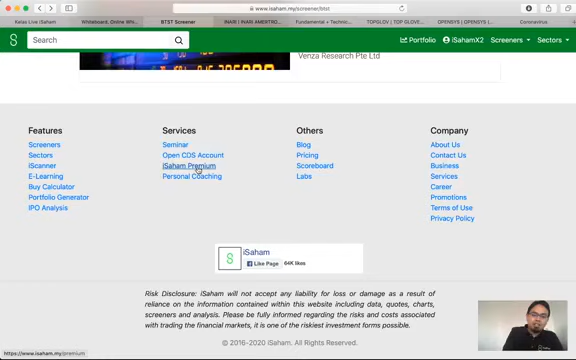 www.isaham.my/screener/btst
Kelas Live iSaham
Whiteboard, Online Whi...
BTST Screener
INARI | INARI AMERTRO...
Fundamental + Techni...
TOPGLOV | TOP GLOVE...
OPENSYS | OPENSYS (...
Coronavirus
Search
Portfolio
iSahamX2
Screeners
Sectors
Venza Research Pte Ltd
Features
Screeners
Sectors
iScanner
E-Learning
Buy Calculator
Portfolio Generator
IPO Analysis
Services
Seminar
Open CDS Account
iSaham Premium
Personal Coaching
Others
Blog
Pricing
Scoreboard
Labs
Company
About Us
Contact Us
Business
Services
Career
Promotions
Terms of Use
Privacy Policy
iSaham
Like Page
64K likes
Risk Disclosure: iSaham will not accept any liability for loss or damage as a result of
reliance on the information contained within this website including data, quotes, charts,
screeners and analysis. Please be fully informed regarding the risks and costs associated
with trading the financial markets, it is one of the riskiest investment forms possible.
© 2016-2020 iSaham. All Rights Reserved.
https://www.isaham.my/premium